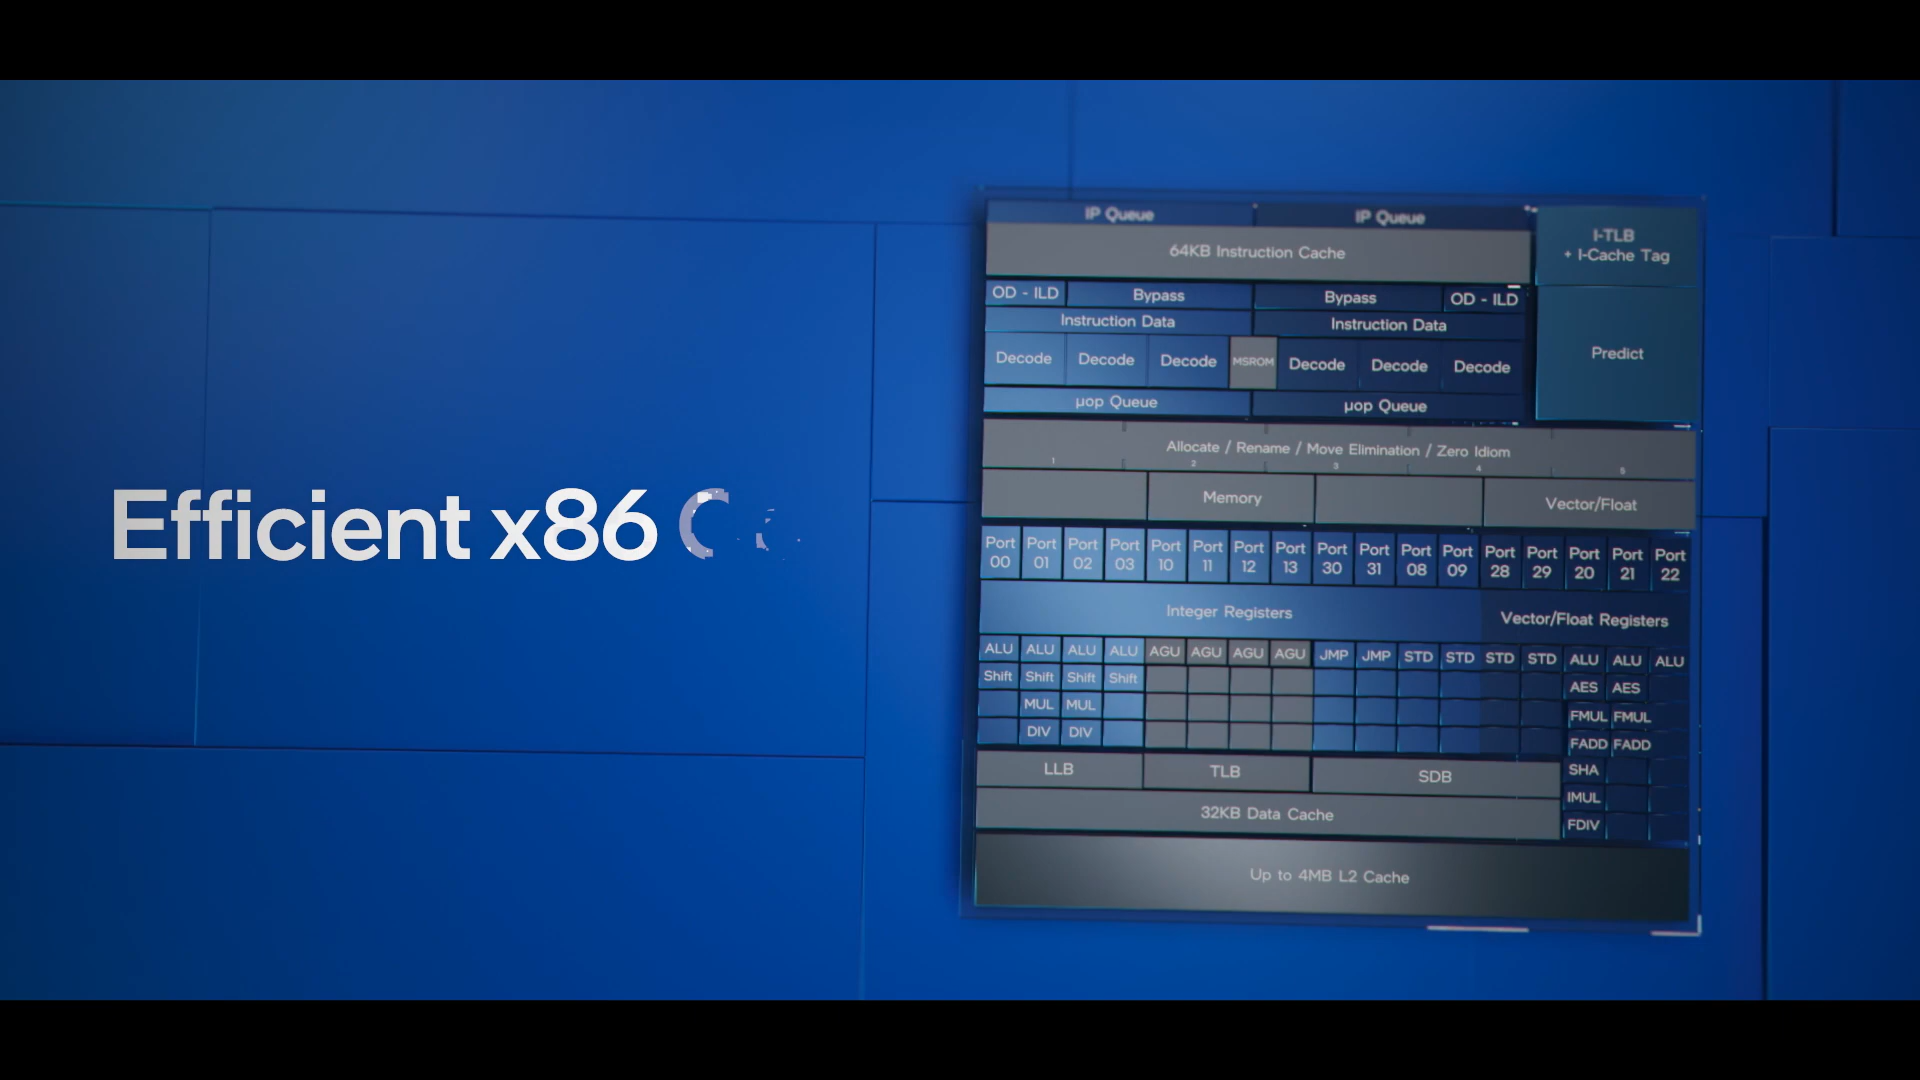 Efficient x86 C
IP Queue IP Queue
64KB Instruction Cache
I-TLB
+ I-Cache Tag
OD - ILD Bypass Bypass OD - ILD
Instruction Data Instruction Data
Decode Decode Decode MSROM Decode Decode Decode
Predict
µop Queue µop Queue
Allocate / Rename / Move Elimination / Zero Idiom
1 2 3 4 5
Memory Vector/Float
Port Port Port Port Port Port Port Port Port Port Port Port Port Port Port Port Port
00 01 02 03 10 11 12 13 30 31 08 09 28 29 20 21 22
Integer Registers Vector/Float Registers
ALU ALU ALU ALU AGU AGU AGU AGU JMP JMP STD STD STD STD ALU ALU ALU
Shift Shift Shift Shift AES AES
MUL MUL FMUL FMUL
DIV DIV FADD FADD
LLB TLB SDB SHA
IMUL
32KB Data Cache
FDIV
Up to 4MB L2 Cache